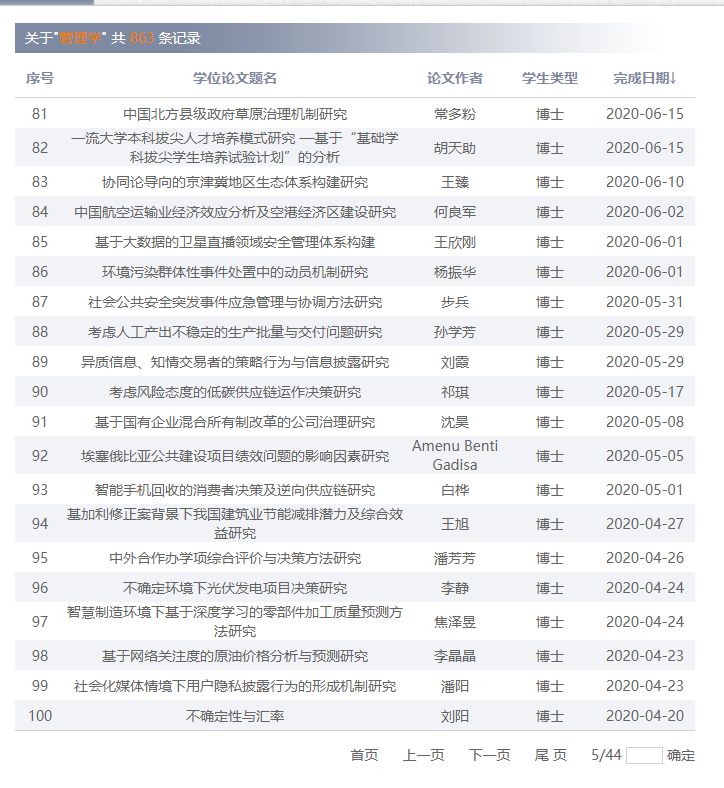 关于"管理学" 共 863 条记录
序号 学位论文题名 论文作者 学生类型 完成日期↓
81 中国北方县级政府草原治理机制研究 常多粉 博士 2020-06-15
一流大学本科拔尖人才培养模式研究 —基于“基础学
82 胡天助 博士 2020-06-15
科拔尖学生培养试验计划”的分析
83 协同论导向的京津冀地区生态体系构建研究 王臻 博士 2020-06-10
84 中国航空运输业经济效应分析及空港经济区建设研究 何良军 博士 2020-06-02
85 基于大数据的卫星直播领域安全管理体系构建 王欣刚 博士 2020-06-01
86 环境污染群体性事件处置中的动员机制研究 杨振华 博士 2020-06-01
87 社会公共安全突发事件应急管理与协调方法研究 步兵 博士 2020-05-31
88 考虑人工产出不稳定的生产批量与交付问题研究 孙学芳 博士 2020-05-29
89 异质信息、知情交易者的策略行为与信息披露研究 刘霞 博士 2020-05-29
90 考虑风险态度的低碳供应链运作决策研究 祁琪 博士 2020-05-17
91 基于国有企业混合所有制改革的公司治理研究 沈昊 博士 2020-05-08
Amenu Benti
92 埃塞俄比亚公共建设项目绩效问题的影响因素研究 博士 2020-05-05
Gadisa
93 智能手机回收的消费者决策及逆向供应链研究 白桦 博士 2020-05-01
基加利修正案背景下我国建筑业节能减排潜力及综合效
94 王旭 博士 2020-04-27
益研究
95 中外合作办学项综合评价与决策方法研究 潘芳芳 博士 2020-04-26
96 不确定环境下光伏发电项目决策研究 李静 博士 2020-04-24
智慧制造环境下基于深度学习的零部件加工质量预测方
97 焦泽昱 博士 2020-04-24
法研究
98 基于网络关注度的原油价格分析与预测研究 李晶晶 博士 2020-04-23
99 社会化媒体情境下用户隐私披露行为的形成机制研究 潘阳 博士 2020-04-23
100 不确定性与汇率 刘阳 博士 2020-04-20
首页 上一页 下一页 尾 页 5/44 确定